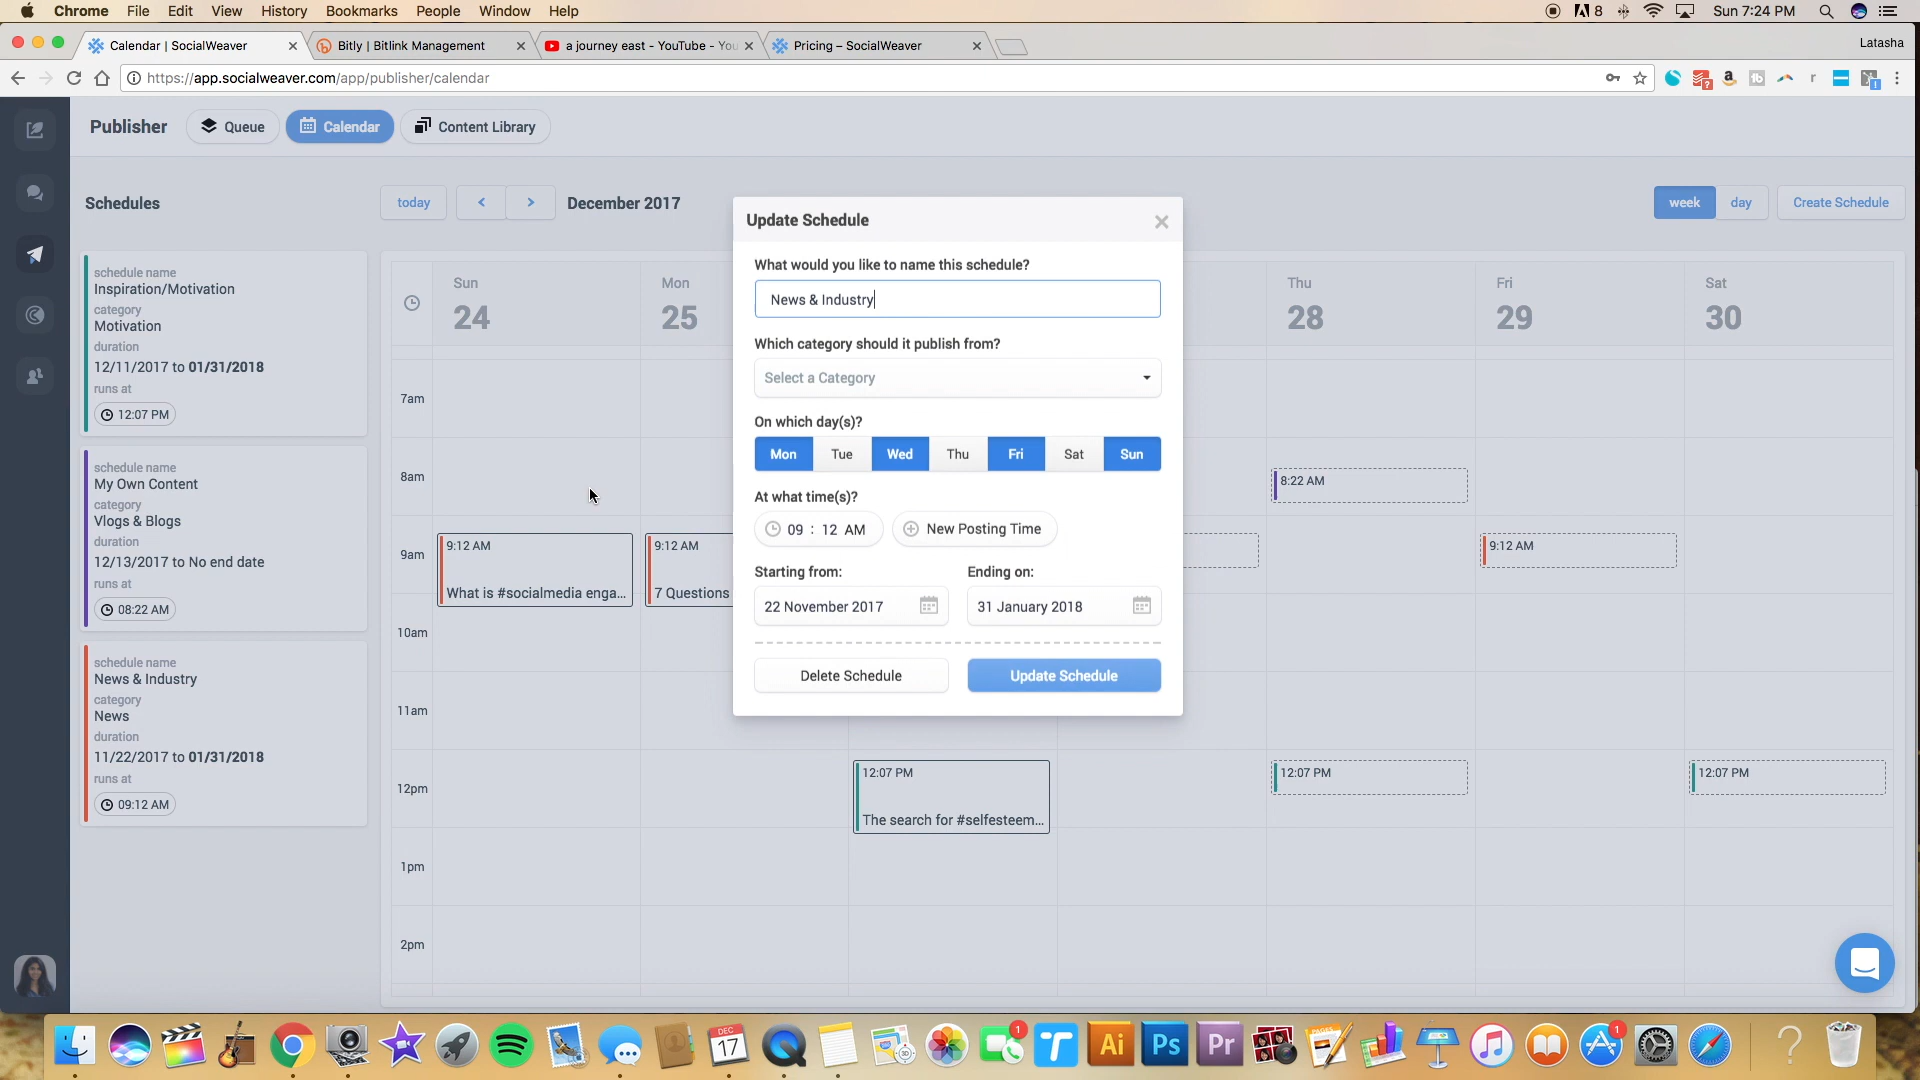 Chrome File Edit View History Bookmarks People Window Help
8 Sun 7:24 PM
Calendar | SocialWeaver
Bitly | Bitlink Management
a journey east - YouTube - You
Pricing – SocialWeaver
Latasha
https://app.socialweaver.com/app/publisher/calendar
Publisher
Queue
Calendar
Content Library
Schedules
today
<
>
December 2017
week
day
Create Schedule
schedule name
Inspiration/Motivation
category
Motivation
duration
12/11/2017 to 01/31/2018
runs at
12:07 PM
schedule name
My Own Content
category
Vlogs & Blogs
duration
12/13/2017 to No end date
runs at
08:22 AM
schedule name
News & Industry
category
News
duration
11/22/2017 to 01/31/2018
runs at
09:12 AM
Sun
24
Mon
25
Thu
28
Fri
29
Sat
30
7am
8am
9am
10am
11am
12pm
1pm
2pm
9:12 AM
What is #socialmedia enga...
9:12 AM
7 Questions
8:22 AM
9:12 AM
12:07 PM
The search for #selfesteem...
12:07 PM
12:07 PM
Update Schedule
What would you like to name this schedule?
News & Industry
Which category should it publish from?
Select a Category
On which day(s)?
Mon Tue Wed Thu Fri Sat Sun
At what time(s)?
09 : 12 AM
New Posting Time
Starting from:
22 November 2017
Ending on:
31 January 2018
Delete Schedule
Update Schedule
DEC
17
3D
1
T
Ai
Ps
Pr
PAGES
1
?